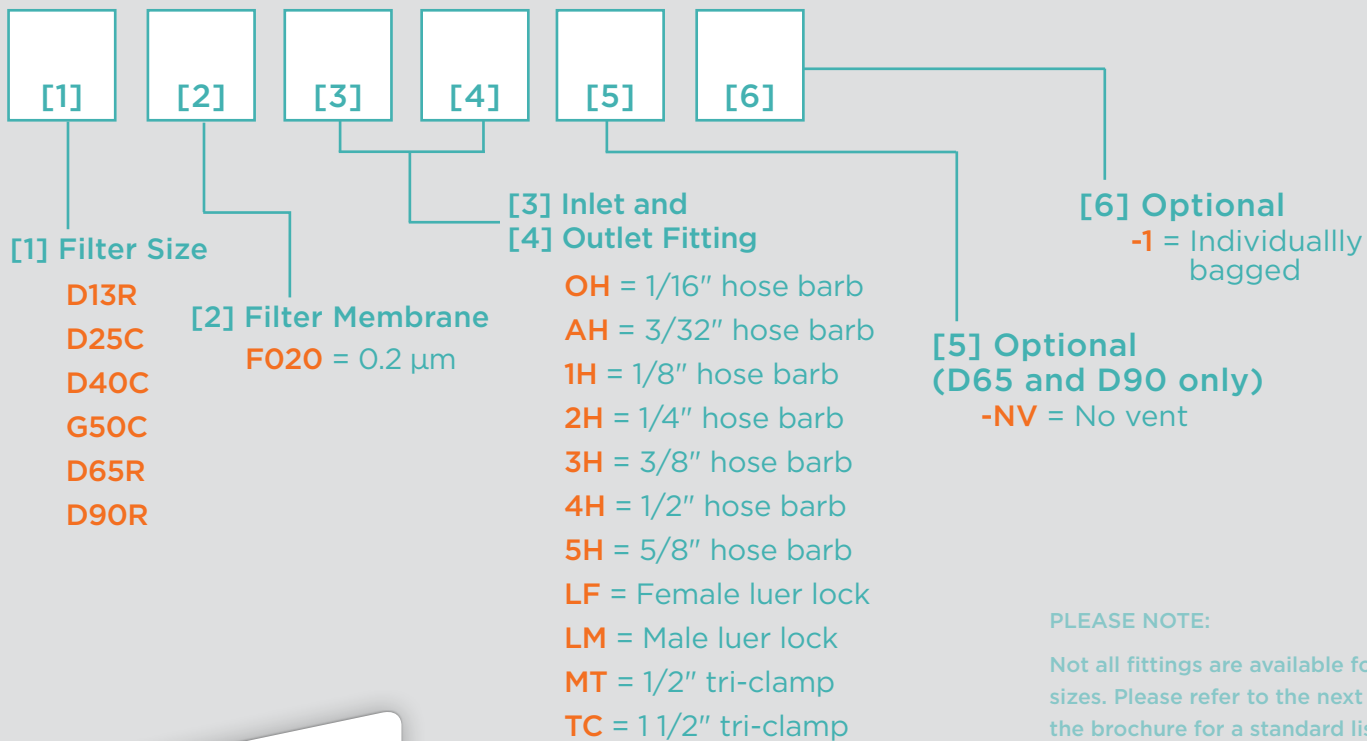 [1] [2] [3] [4] [5] [6]
[1] Filter Size
D13R
D25C
D40C
G50C
D65R
D90R
[2] Filter Membrane
F020 = 0.2 µm
[3] Inlet and
[4] Outlet Fitting
OH = 1/16" hose barb
AH = 3/32" hose barb
1H = 1/8" hose barb
2H = 1/4" hose barb
3H = 3/8" hose barb
4H = 1/2" hose barb
5H = 5/8" hose barb
LF = Female luer lock
LM = Male luer lock
MT = 1/2" tri-clamp
TC = 1 1/2" tri-clamp
[5] Optional
(D65 and D90 only)
-NV = No vent
[6] Optional
-1 = Individuallly
bagged
PLEASE NOTE:
Not all fittings are available
sizes. Please refer to the next
the brochure for a standard